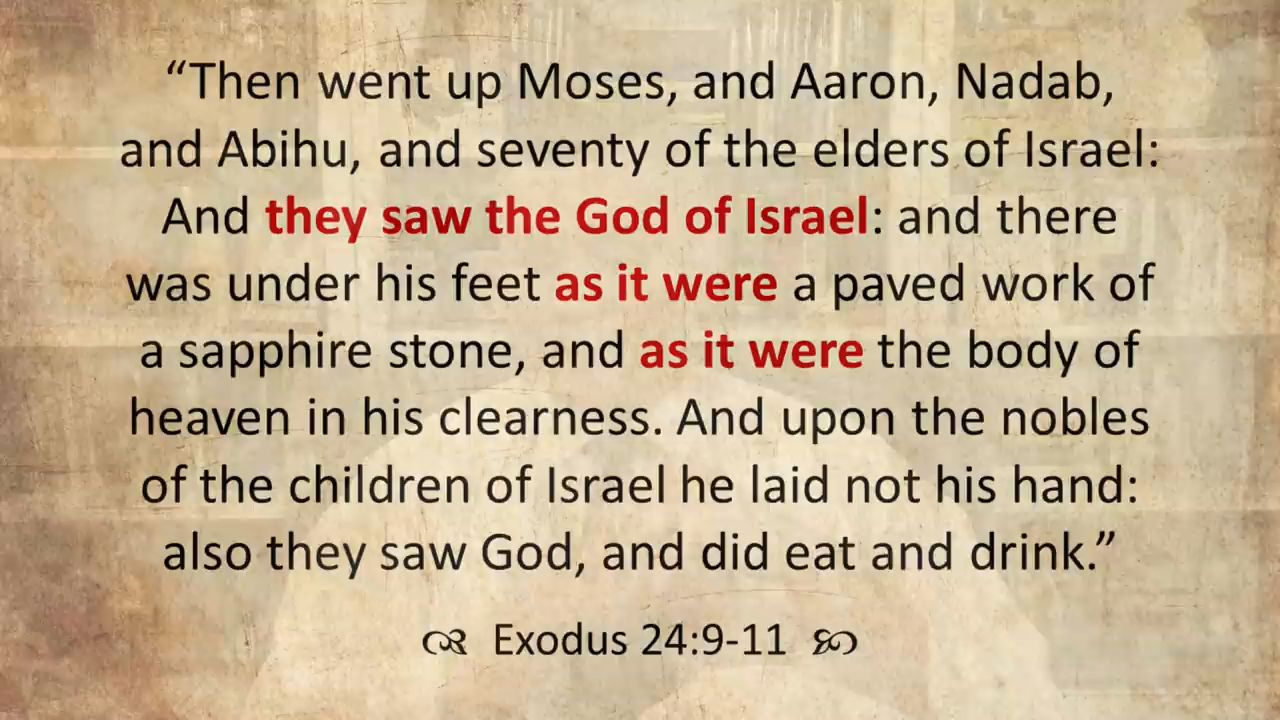 “Then went up Moses, and Aaron, Nadab,
and Abihu, and seventy of the elders of Israel:
And they saw the God of Israel: and there
was under his feet as it were a paved work of
a sapphire stone, and as it were the body of
heaven in his clearness. And upon the nobles
of the children of Israel he laid not his hand:
also they saw God, and did eat and drink.”
Exodus 24:9-11